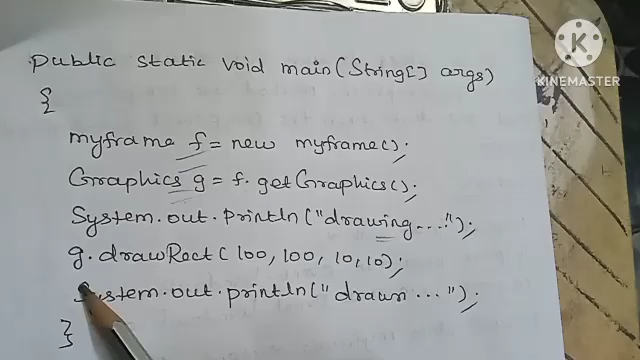 public static void main(String[] args)
{
myframe f = new myframe();
Graphics g = f.getGraphics();
System.out.println("drawing...");
g.drawRect(100, 100, 10, 10);
System.out.println("drawn...");
}
KINEMASTER